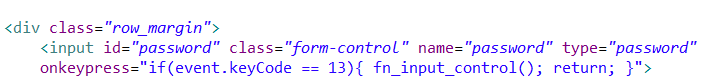 <div class="row_margin">
<input id="password" class="form-control" name="password" type="password"
onkeypress="if(event.keyCode == 13){ fn_input_control(); return; }">